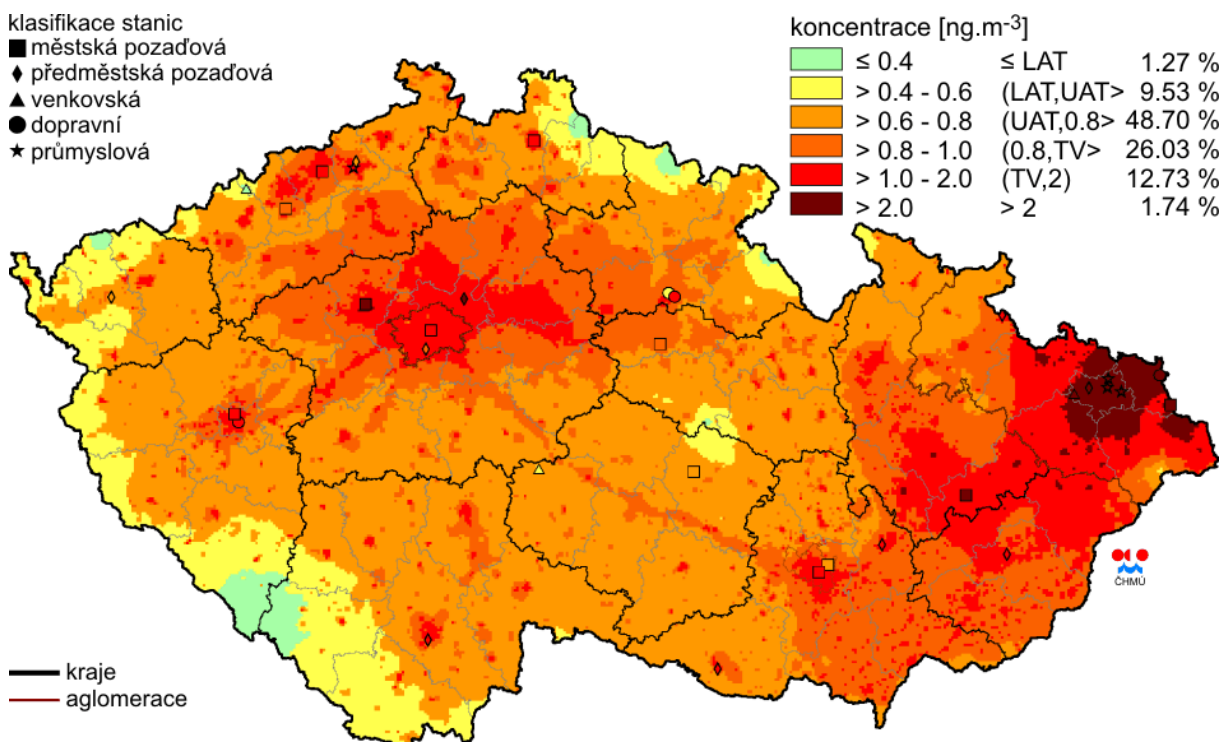 klasifikace stanic
městská pozaďová
předměstská pozaďová
venkovská
dopravní
průmyslová
koncentrace [ng.m-3]
≤ 0.4 ≤ LAT 1.27 %
> 0.4 - 0.6 (LAT,UAT> 9.53 %
> 0.6 - 0.8 (UAT,0.8> 48.70 %
> 0.8 - 1.0 (0.8,TV> 26.03 %
> 1.0 - 2.0 (TV,2) 12.73 %
> 2.0 > 2 1.74 %
ČHMÚ
kraje
aglomerace